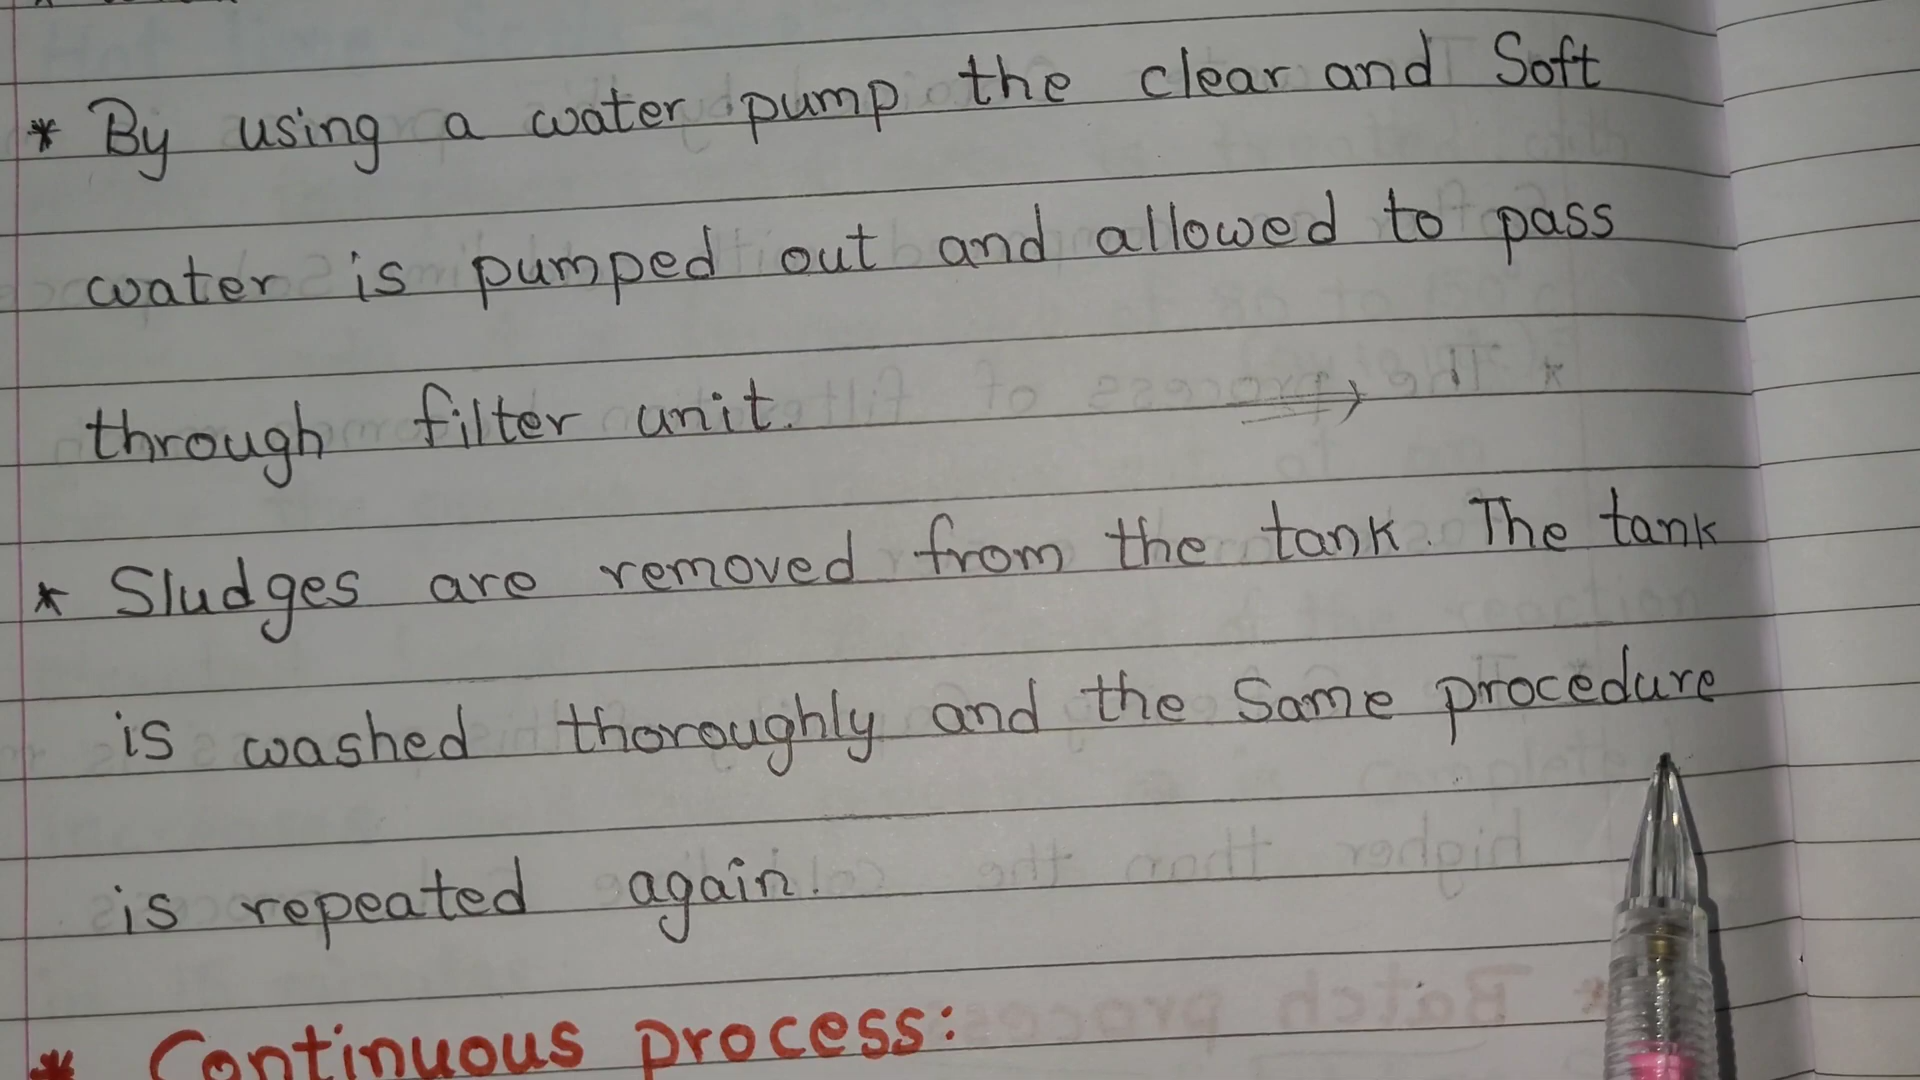 * By using a water pump the clear and Soft
water is pumped out and allowed to pass
through filter unit.
* Sludges are removed from the tank. The tank
is washed thoroughly and the Same procedure
is repeated again.
* Continuous process: